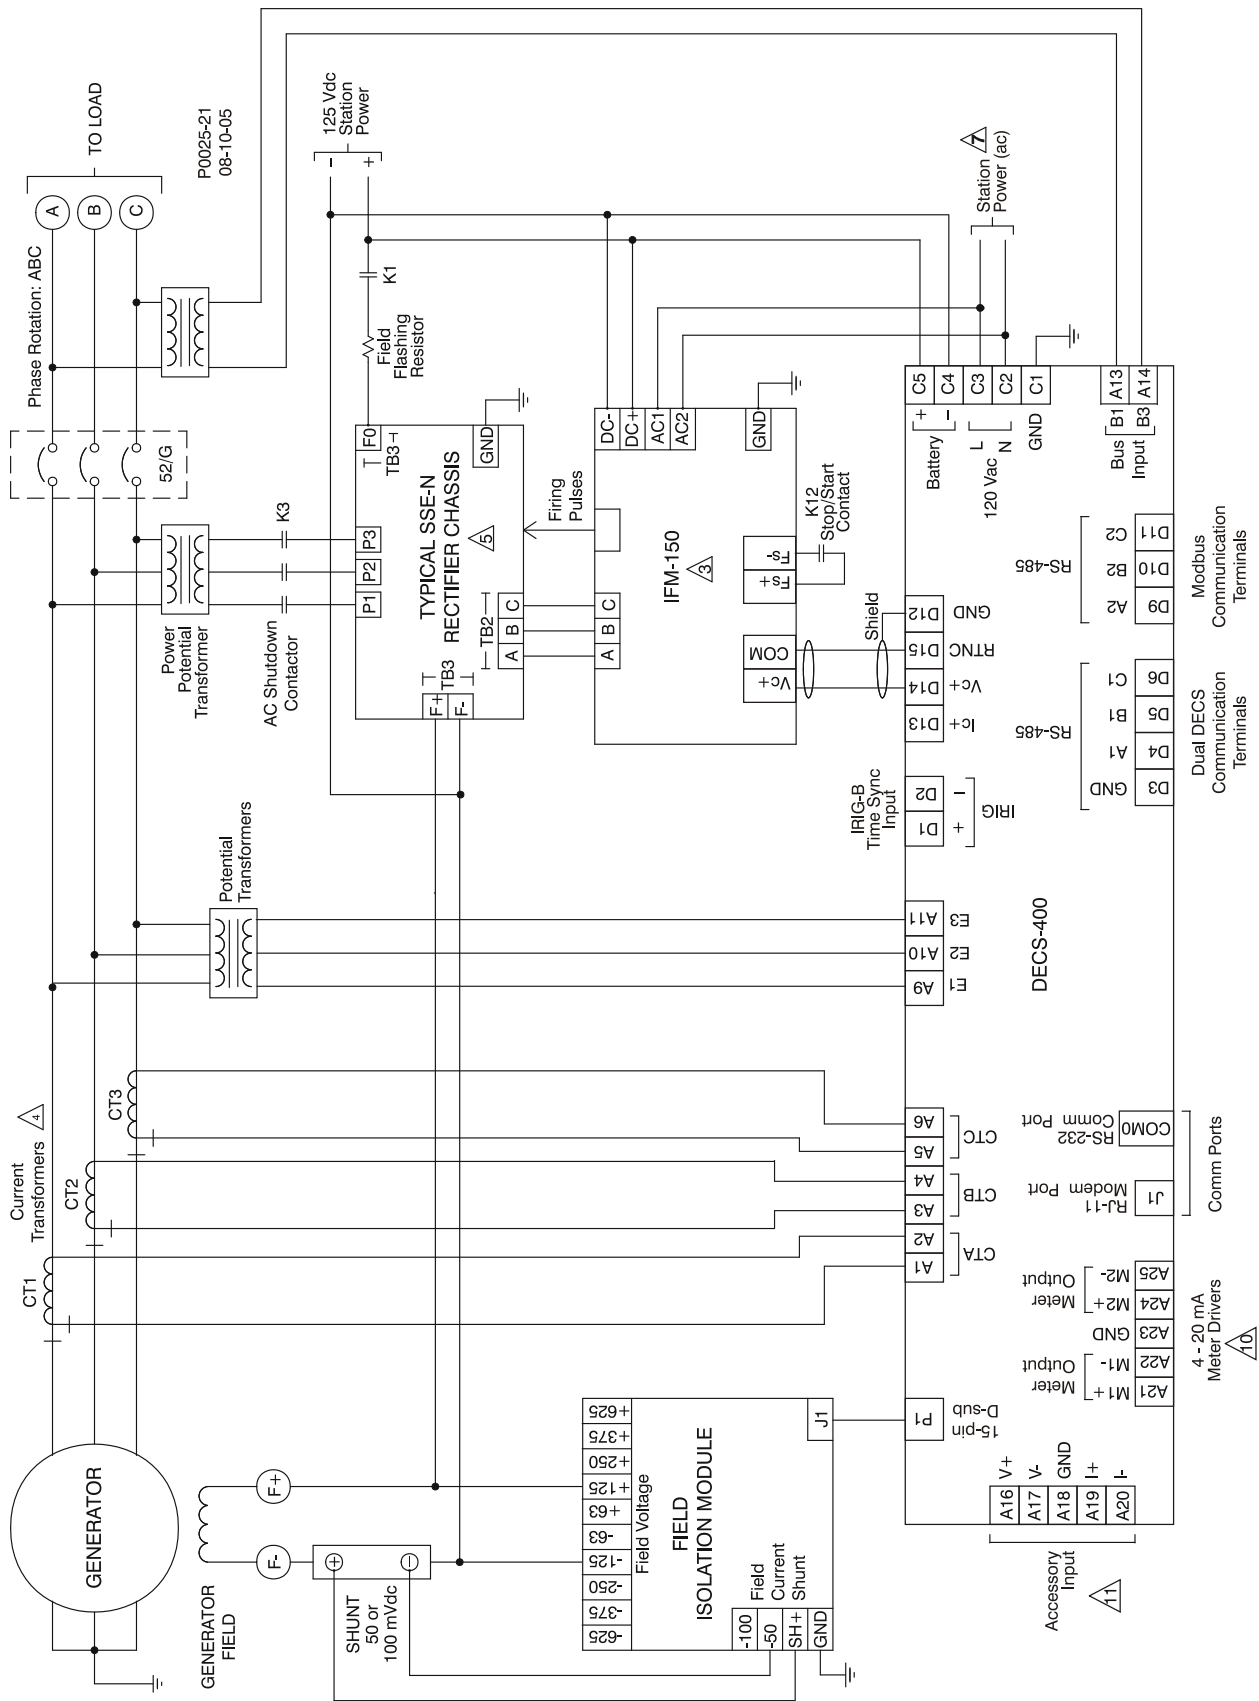 GENERATOR
GENERATOR
FIELD
F-
F+
SHUNT
50 or
100 mVdc
Current
Transformers
4
CT1
CT2
CT3
Potential
Transformers
Power
Potential
Transformer
AC Shutdown
Contactor
K3
52/G
Phase Rotation: ABC
A
B
C
TO LOAD
P0025-21
08-10-05
125 Vdc
Station
Power
-
+
K1
Field
Flashing
Resistor
TYPICAL SSE-N
RECTIFIER CHASSIS
5
P1
P2
P3
F0
TB3
GND
F+
F-
TB3
TB2
A
B
C
Firing
Pulses
IFM-150
3
A
B
C
DC-
DC+
AC1
AC2
GND
Fs+
Fs-
K12
Stop/Start
Contact
Vc+
COM
Shield
Station
Power (ac)
7
FIELD
ISOLATION MODULE
Field Voltage
-625
-375
-250
-125
-63
+63
+125
+250
+375
+625
-100
-50
SH+
GND
Field
Current
Shunt
J1
DECS-400
P1
15-pin
D-sub
A1
A2
CTA
A3
A4
CTB
A5
A6
CTC
A9
A10
A11
E1
E2
E3
IRIG-B
Time Sync
Input
D1
D2
+
-
IRIG
D13
D14
D15
D12
Ic+
Vc+
RTNC
GND
C5
C4
C3
C2
C1
+
-
Battery
L
N
120 Vac
GND
A13
A14
B1
B3
Bus
Input
A16 V+
A17 V-
A18 GND
A19 I+
A20 I-
Accessory
Input
11
A21
A22
A23
A24
A25
M1+
M1-
GND
M2+
M2-
Meter
Output
Meter
Output
4 - 20 mA
Meter Drivers
10
J1
RJ-11
Modem Port
COM0
RS-232
Comm Port
Comm Ports
D3
D4
D5
D6
GND
A1
B1
C1
RS-485
Dual DECS
Communication
Terminals
D9
D10
D11
A2
B2
C2
RS-485
Modbus
Communication
Terminals